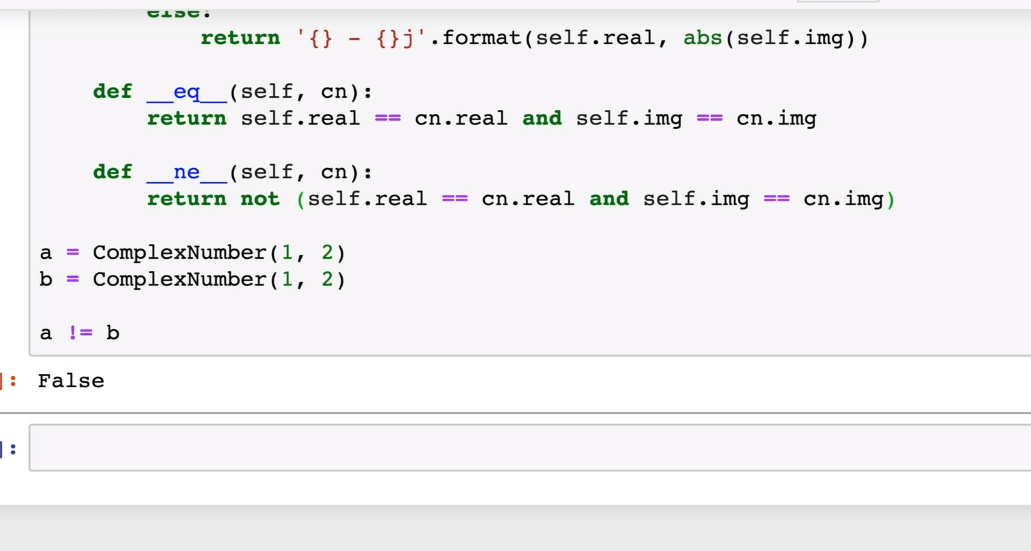 else:
return '{} - {}j'.format(self.real, abs(self.img))
def __eq__(self, cn):
return self.real == cn.real and self.img == cn.img
def __ne__(self, cn):
return not (self.real == cn.real and self.img == cn.img)
a = ComplexNumber(1, 2)
b = ComplexNumber(1, 2)
a != b
]: False
]: